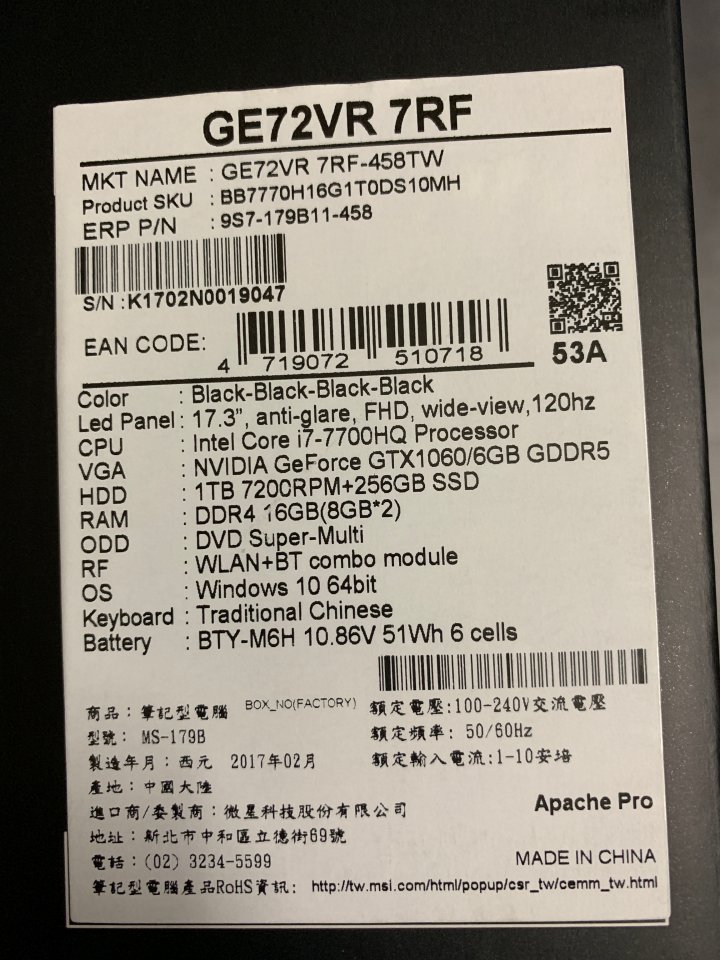 GE72VR 7RF
MKT NAME : GE72VR 7RF-458TW
Product SKU : BB7770H16G1T0DS10MH
ERP P/N : 9S7-179B11-458
S/N :K1702N0019047
EAN CODE: 4 719072 510718
53A
Color : Black-Black-Black-Black
Led Panel : 17.3”, anti-glare, FHD, wide-view,120hz
CPU : Intel Core i7-7700HQ Processor
VGA : NVIDIA GeForce GTX1060/6GB GDDR5
HDD : 1TB 7200RPM+256GB SSD
RAM : DDR4 16GB(8GB*2)
ODD : DVD Super-Multi
RF : WLAN+BT combo module
OS : Windows 10 64bit
Keyboard : Traditional Chinese
Battery : BTY-M6H 10.86V 51Wh 6 cells
商品：筆記型電腦 BOX_NO(FACTORY) 額定電壓:100-240V交流電壓
型號： MS-179B 額定頻率: 50/60Hz
製造年月：西元 2017年02月 額定輸入電流:1-10安培
產地：中國大陸
進口商/委製商：微星科技股份有限公司 Apache Pro
地址：新北市中和區立德街69號
電話：(02) 3234-5599 MADE IN CHINA
筆記型電腦產品RoHS資訊: http://tw.msi.com/html/popup/csr_tw/cemm_tw.html